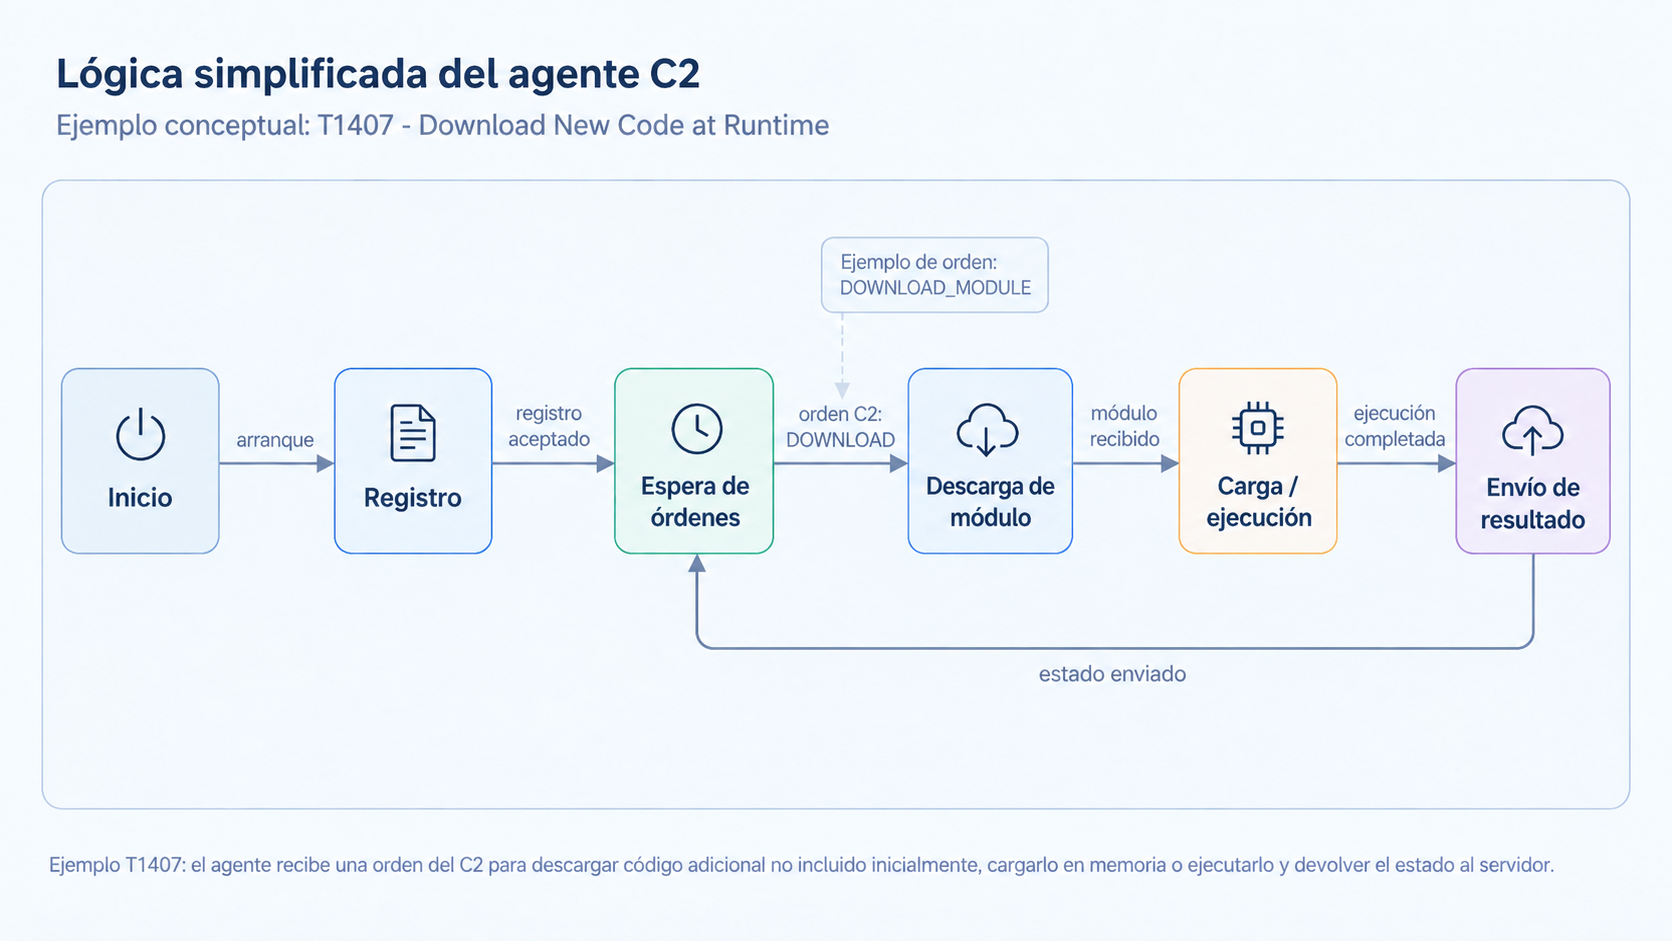 Lógica simplificada del agente C2
Ejemplo conceptual: T1407 - Download New Code at Runtime
Ejemplo de orden:
DOWNLOAD_MODULE
Inicio
arranque
Registro
registro
aceptado
Espera de
órdenes
orden C2:
DOWNLOAD
Descarga de
módulo
módulo
recibido
Carga /
ejecución
ejecución
completada
Envío de
resultado
estado enviado
Ejemplo T1407: el agente recibe una orden del C2 para descargar código adicional no incluido inicialmente, cargarlo en memoria o ejecutarlo y devolver el estado al servidor.